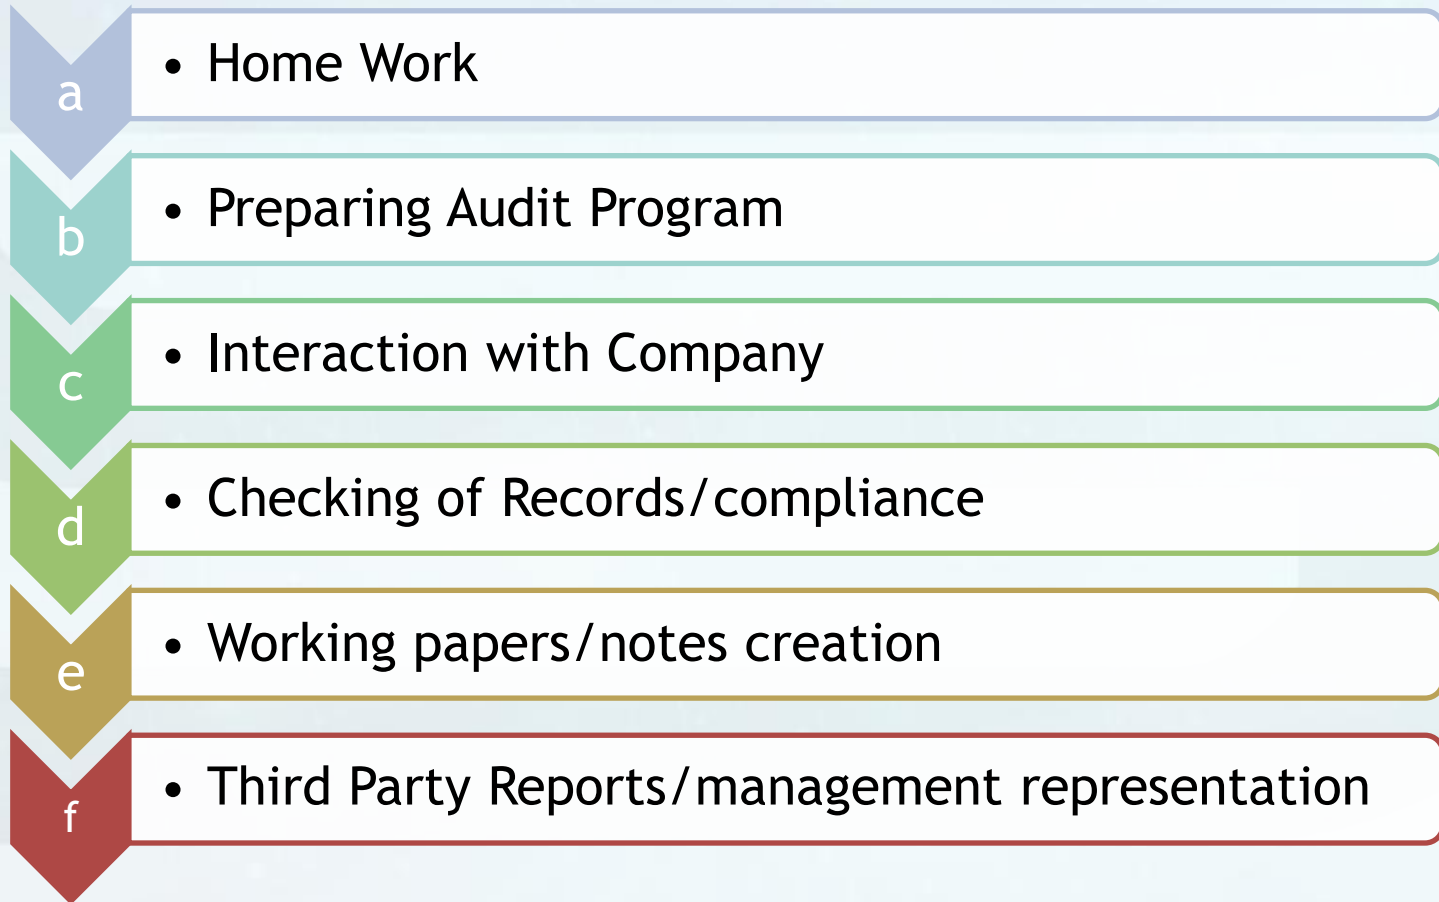 a
• Home Work
b
• Preparing Audit Program
c
• Interaction with Company
d
• Checking of Records/compliance
e
• Working papers/notes creation
f
• Third Party Reports/management representation